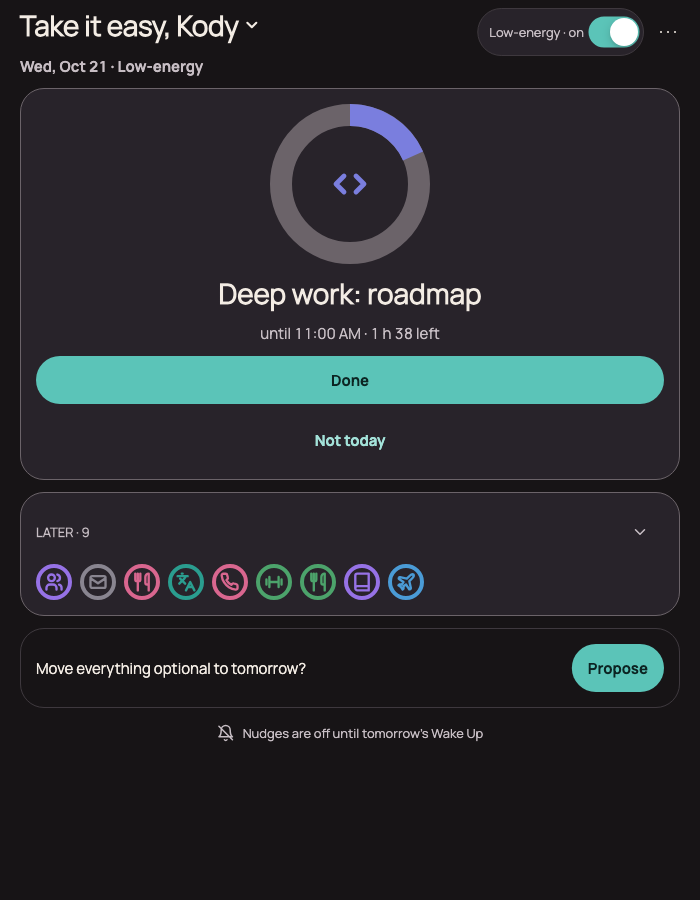 Take it easy, Kody
Low-energy · on
Wed, Oct 21 · Low-energy
Deep work: roadmap
until 11:00 AM · 1 h 38 left
Done
Not today
LATER · 9
Move everything optional to tomorrow?
Propose
Nudges are off until tomorrow's Wake Up